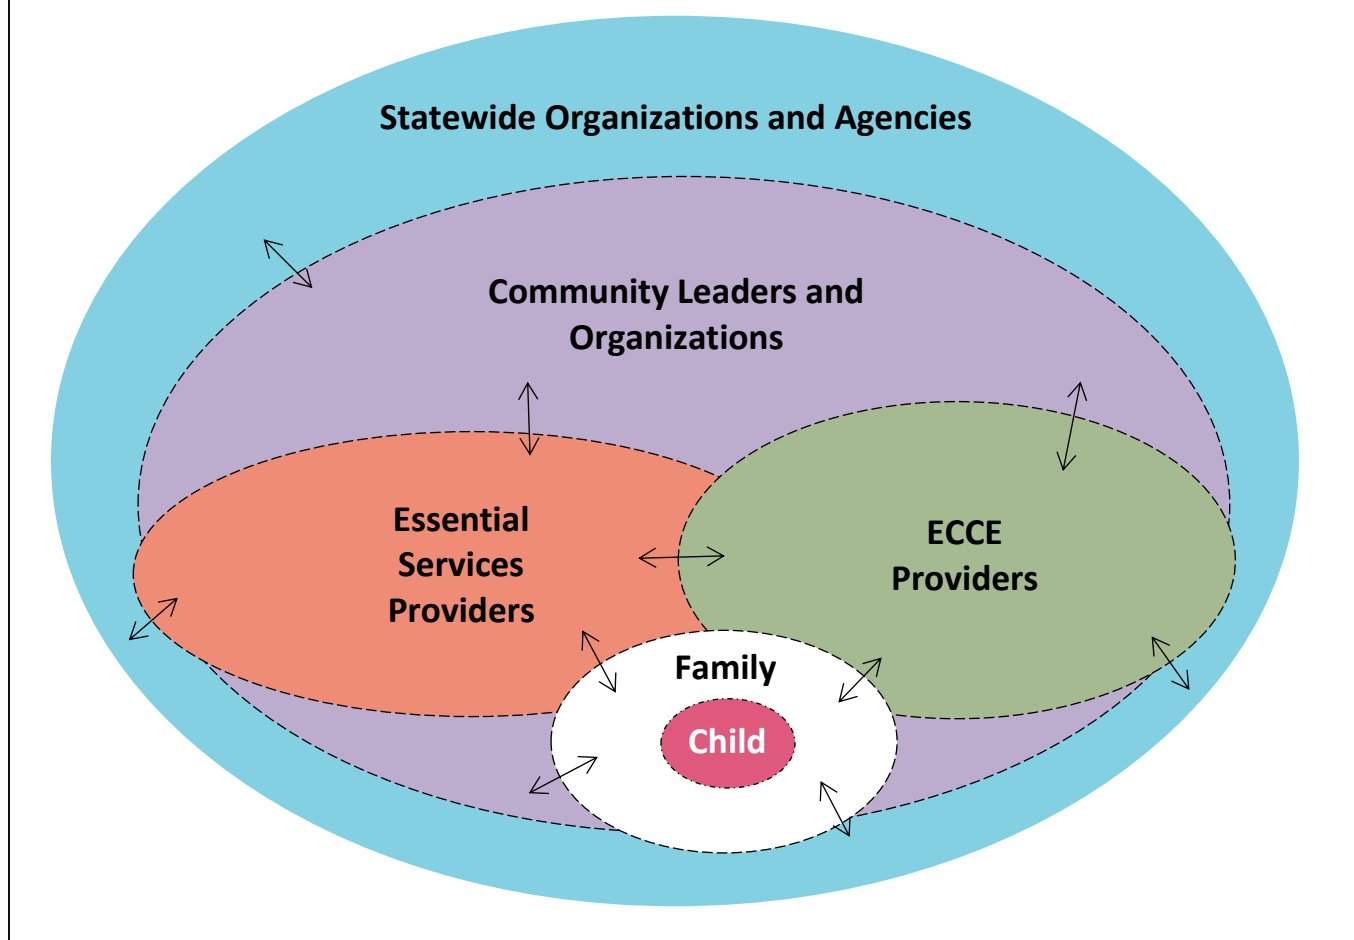 Statewide Organizations and Agencies
Community Leaders and
Organizations
Essential
Services
Providers
ECCE
Providers
Family
Child